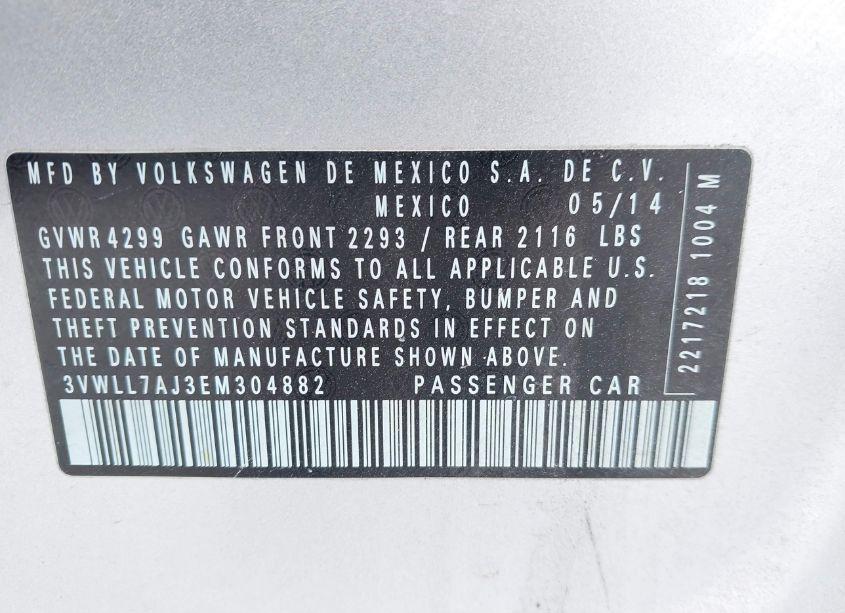 MFD BY VOLKSWAGEN DE MEXICO S.A. DE C.V.
MEXICO 05/14
GVWR 4299 GAWR FRONT 2293 / REAR 2116 LBS
THIS VEHICLE CONFORMS TO ALL APPLICABLE U.S.
FEDERAL MOTOR VEHICLE SAFETY, BUMPER AND
THEFT PREVENTION STANDARDS IN EFFECT ON
THE DATE OF MANUFACTURE SHOWN ABOVE.
3VWLL7AJ3EM304882 PASSENGER CAR
2217218 1004 M